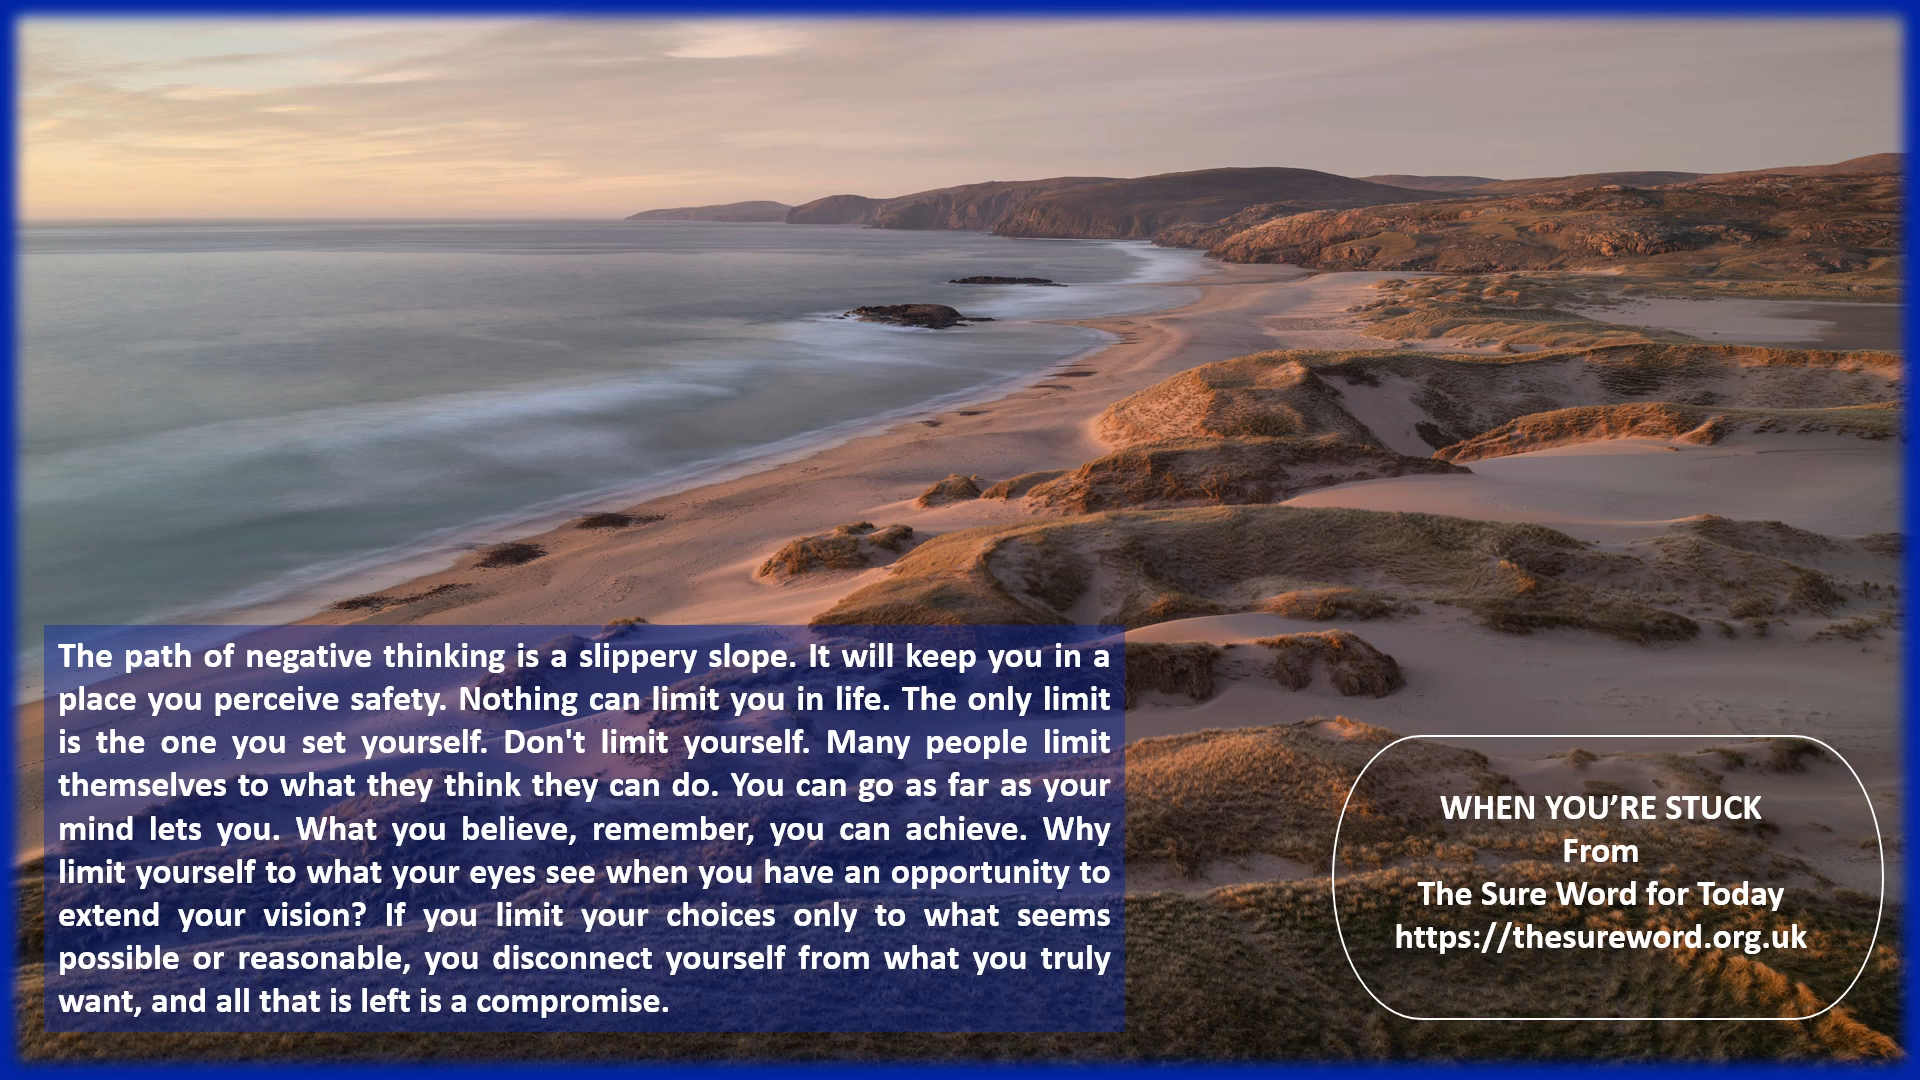 The path of negative thinking is a slippery slope. It will keep you in a
place you perceive safety. Nothing can limit you in life. The only limit
is the one you set yourself. Don't limit yourself. Many people limit
themselves to what they think they can do. You can go as far as your
mind lets you. What you believe, remember, you can achieve. Why
limit yourself to what your eyes see when you have an opportunity to
extend your vision? If you limit your choices only to what seems
possible or reasonable, you disconnect yourself from what you truly
want, and all that is left is a compromise.
WHEN YOU’RE STUCK
From
The Sure Word for Today
https://thesureword.org.uk